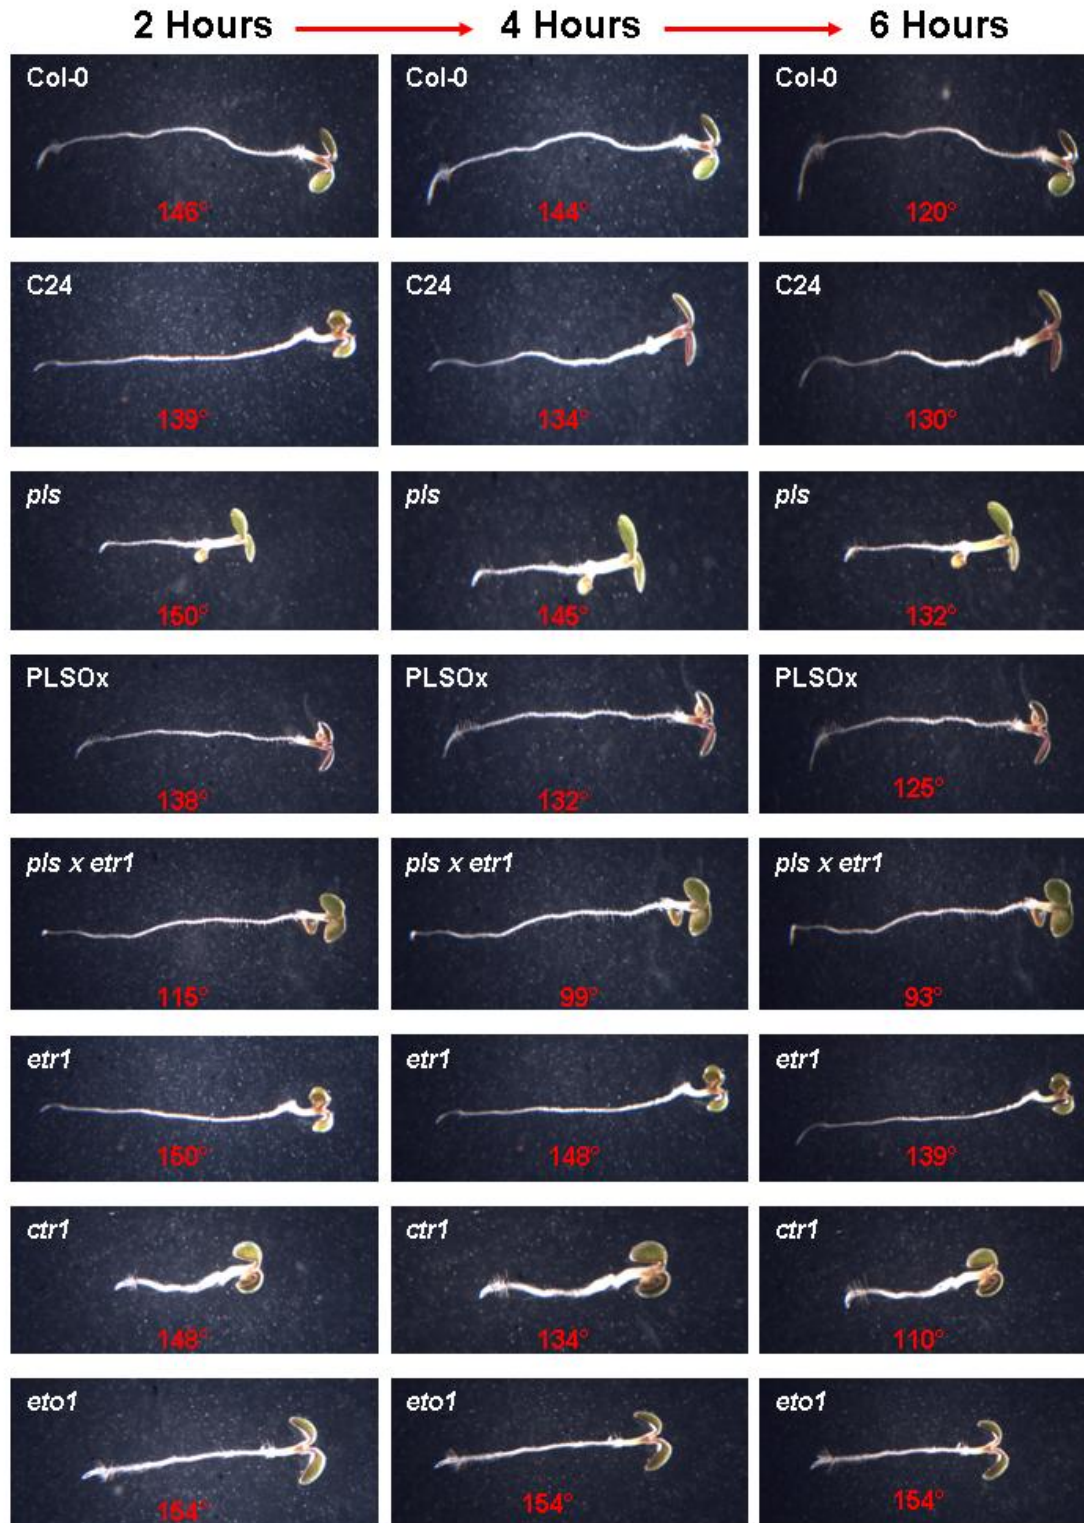 2 Hours 4 Hours 6 Hours
Col-0 Col-0 Col-0
146° 144° 120°
C24 C24 C24
139° 134° 130°
pls pls pls
150° 145° 132°
PLSOx PLSOx PLSOx
138° 132° 125°
pls x etr1 pls x etr1 pls x etr1
115° 99° 93°
etr1 etr1 etr1
150° 148° 139°
ctr1 ctr1 ctr1
148° 134° 110°
eto1 eto1 eto1
154° 154° 154°